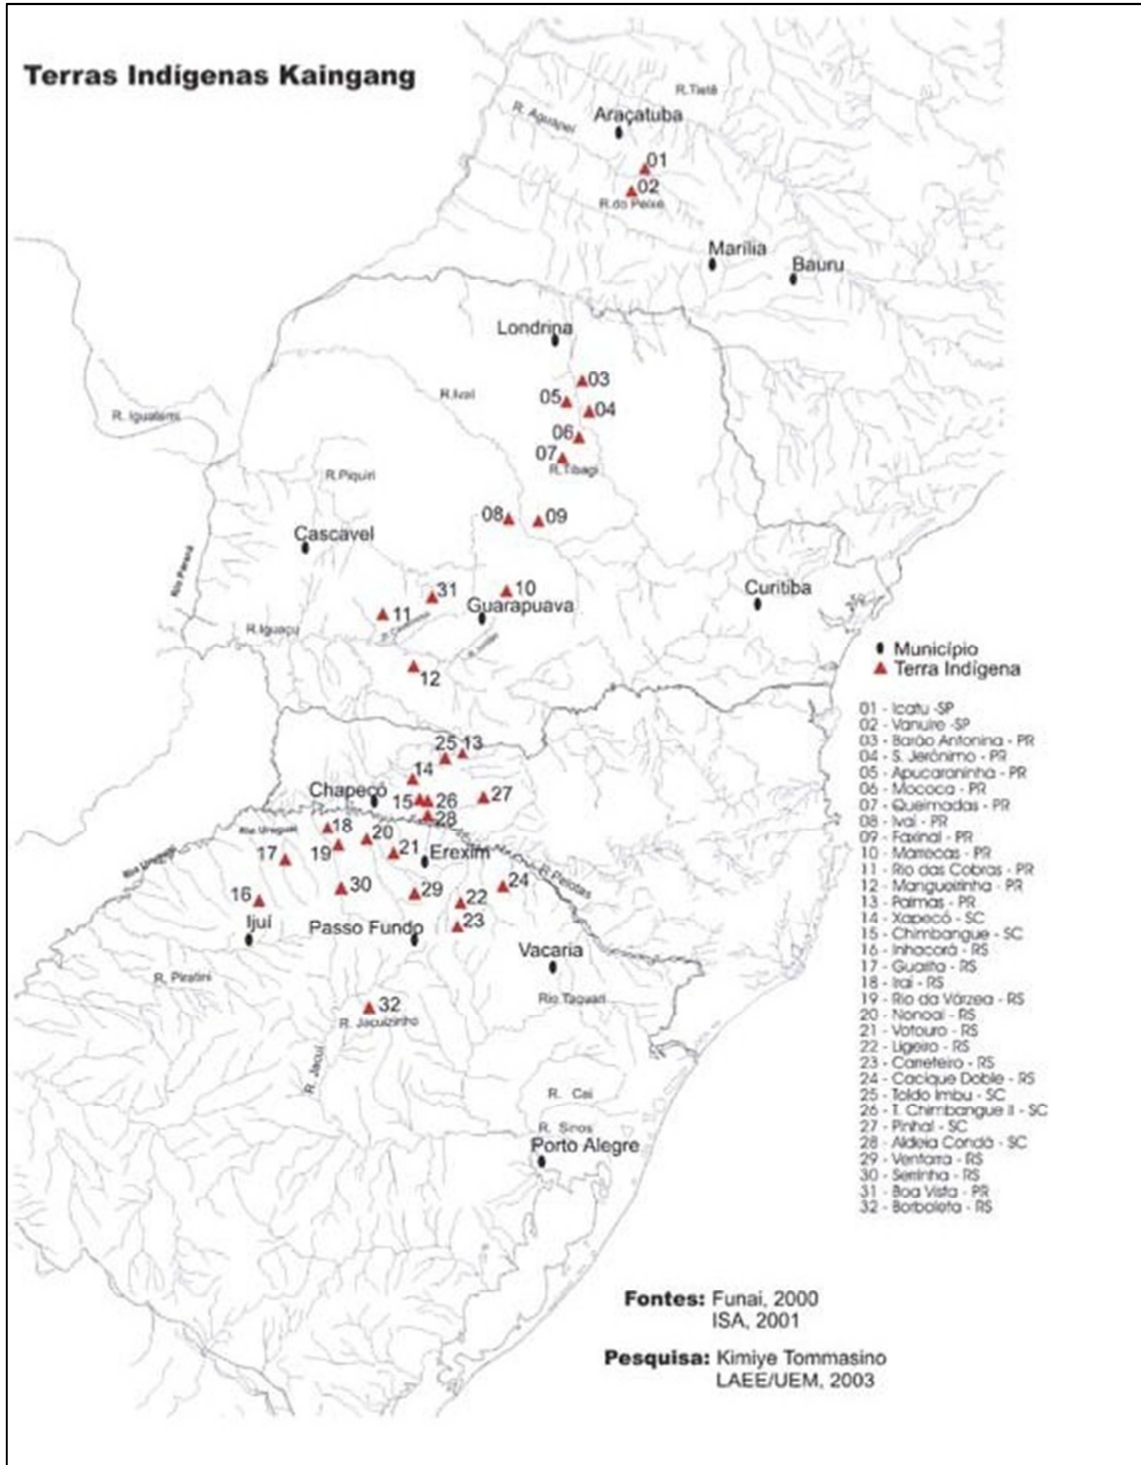 Terras Indígenas Kaingang
R.Tietê
R. Aguapeí
Araçatuba
01
02
R.do Peixe
Marília
Bauru
Londrina
03
R.Ivaí
05
04
R. Iguatemi
06
07
R.Tibagi
R.Piquiri
08
09
Cascavel
Rio Paraná
31
10
Curitiba
11
Guarapuava
R.Iguaçu
12
Município
Terra Indígena
25 13
14
Chapecó
15
26
27
28
Rio Uruguai
18
20
Rio Uruguai
19
21
Erexim
17
R. Pelotas
24
30
29
16
22
Ijuí
Passo Fundo
23
Vacaria
R. Piratini
Rio Taquari
32
R. Jacuizinho
R. Jacuí
R. Caí
R. Sinos
Porto Alegre
01 - Icatu -SP
02 - Vanuire -SP
03 - Barão Antonina - PR
04 - S. Jerônimo - PR
05 - Apucaraninha - PR
06 - Mococa - PR
07 - Queimadas - PR
08 - Ivaí - PR
09 - Faxinal - PR
10 - Marrecas - PR
11 - Rio das Cobras - PR
12 - Mangueirinha - PR
13 - Palmas - PR
14 - Xapecó - SC
15 - Chimbangue - SC
16 - Inhacorá - RS
17 - Guarita - RS
18 - Iraí - RS
19 - Rio da Várzea - RS
20 - Nonoai - RS
21 - Votouro - RS
22 - Ligeiro - RS
23 - Carreteiro - RS
24 - Cacique Doble - RS
25 - Toldo Imbu - SC
26 - T. Chimbangue II - SC
27 - Pinhal - SC
28 - Aldeia Condá - SC
29 - Ventarra - RS
30 - Serrinha - RS
31 - Boa Vista - PR
32 - Borboleta - RS
Fontes: Funai, 2000
ISA, 2001
Pesquisa: Kimiye Tommasino
LAEE/UEM, 2003